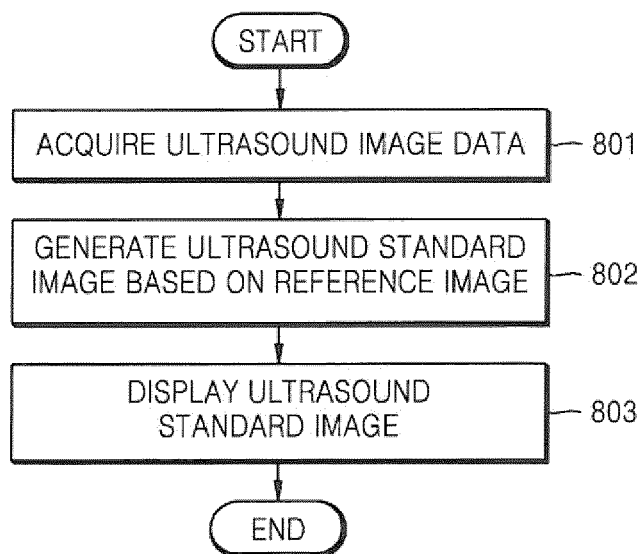 START
ACQUIRE ULTRASOUND IMAGE DATA
801
GENERATE ULTRASOUND STANDARD
IMAGE BASED ON REFERENCE IMAGE
802
DISPLAY ULTRASOUND
STANDARD IMAGE
803
END